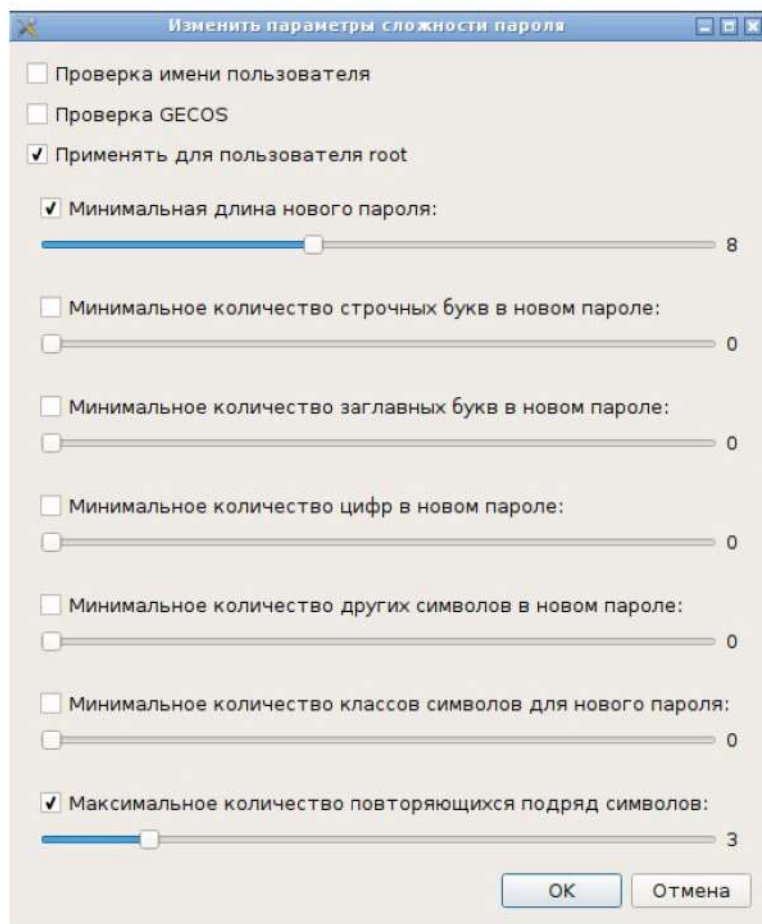 Изменить параметры сложности пароля
Проверка имени пользователя
Проверка GECOS
Применять для пользователя root
Минимальная длина нового пароля:
8
Минимальное количество строчных букв в новом пароле:
0
Минимальное количество заглавных букв в новом пароле:
0
Минимальное количество цифр в новом пароле:
0
Минимальное количество других символов в новом пароле:
0
Минимальное количество классов символов для нового пароля:
0
Максимальное количество повторяющихся подряд символов:
3
OK
Отмена